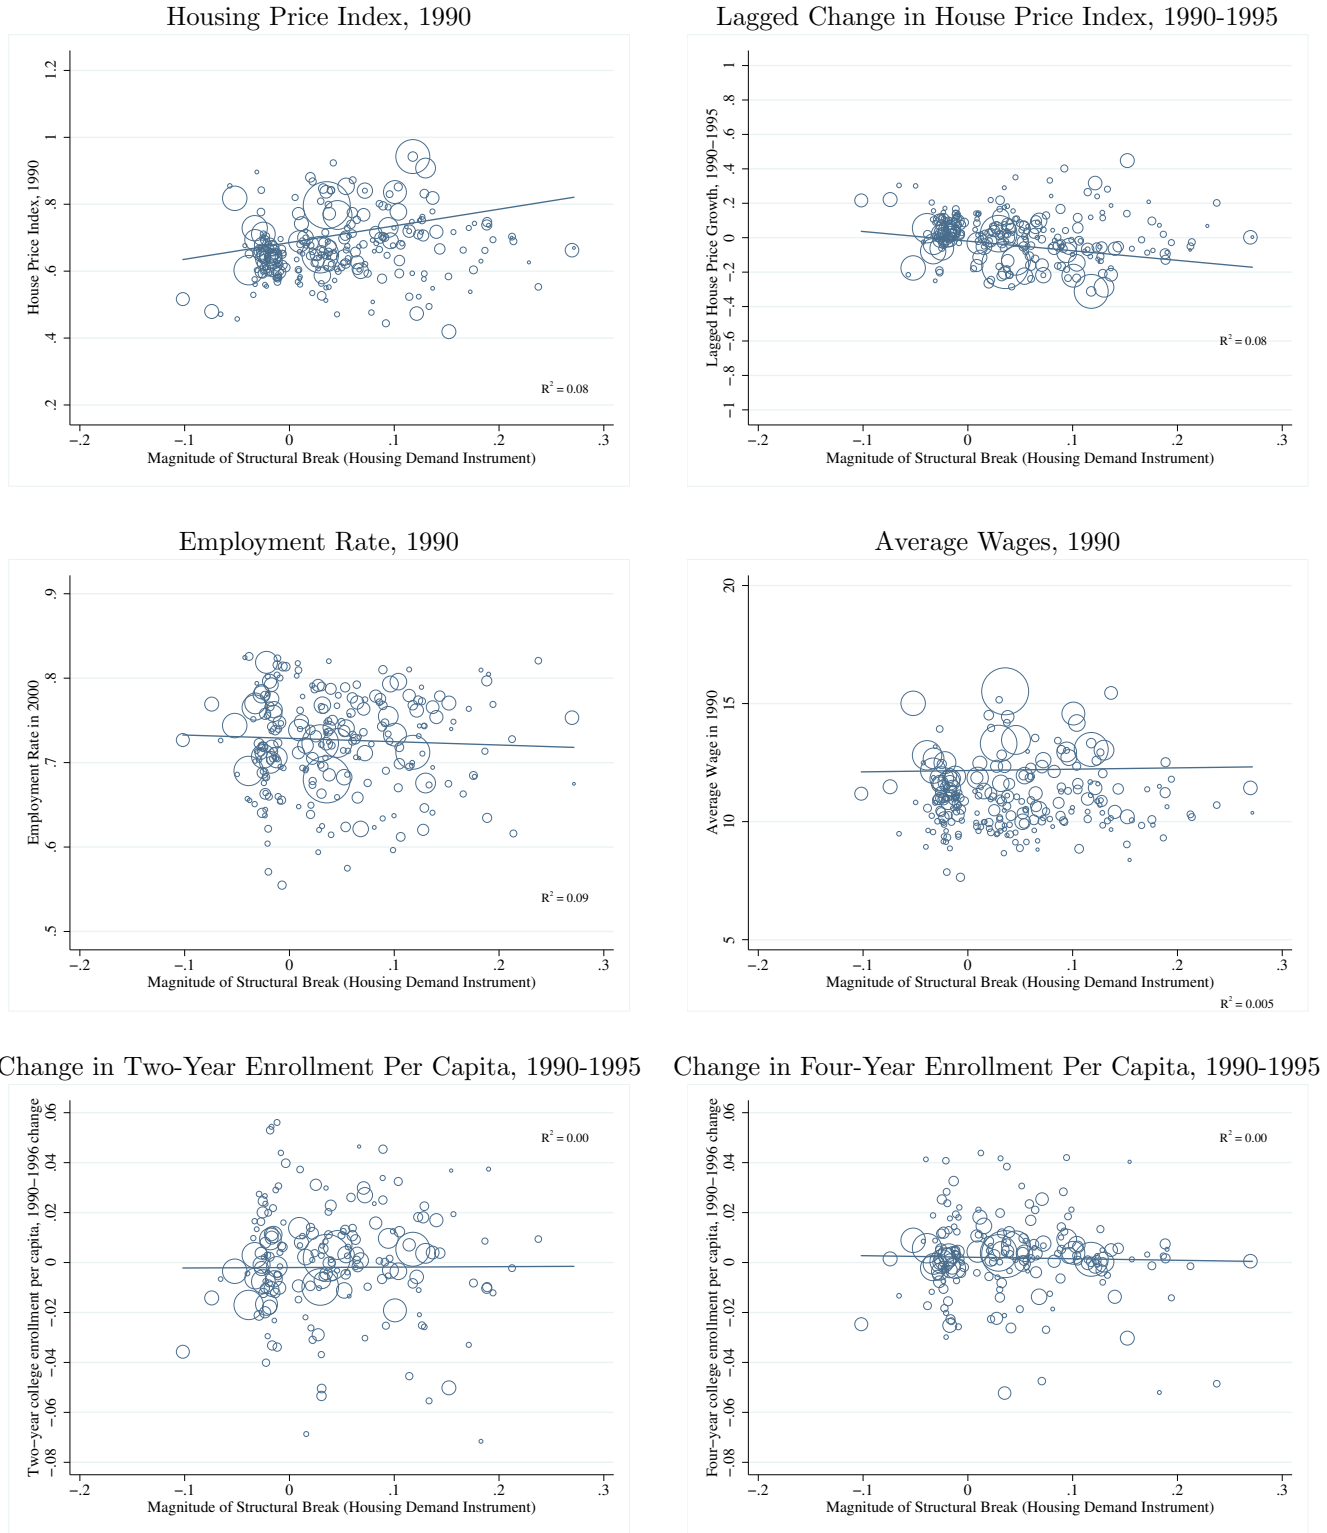 Housing Price Index, 1990
House Price Index, 1990
1.2
1
.8
.6
.4
.2
R² = 0.08
−.2 −.1 0 .1 .2 .3
Magnitude of Structural Break (Housing Demand Instrument)
Lagged Change in House Price Index, 1990-1995
Lagged House Price Growth, 1990−1995
1
.8
.6
.4
.2
0
−.2
−.4
−.6
−.8
−1
R² = 0.08
−.2 −.1 0 .1 .2 .3
Magnitude of Structural Break (Housing Demand Instrument)
Employment Rate, 1990
Employment Rate in 2000
.9
.8
.7
.6
.5
R² = 0.09
−.2 −.1 0 .1 .2 .3
Magnitude of Structural Break (Housing Demand Instrument)
Average Wages, 1990
Average Wage in 1990
20
15
10
5
−.2 −.1 0 .1 .2 .3
Magnitude of Structural Break (Housing Demand Instrument)
R² = 0.005
Change in Two-Year Enrollment Per Capita, 1990-1995
Two−year college enrollment per capita, 1990−1996 change
.06
.04
.02
0
−.02
−.04
−.06
−.08
R² = 0.00
−.2 −.1 0 .1 .2 .3
Magnitude of Structural Break (Housing Demand Instrument)
Change in Four-Year Enrollment Per Capita, 1990-1995
Four−year college enrollment per capita, 1990−1996 change
.06
.04
.02
0
−.02
−.04
−.06
−.08
R² = 0.00
−.2 −.1 0 .1 .2 .3
Magnitude of Structural Break (Housing Demand Instrument)